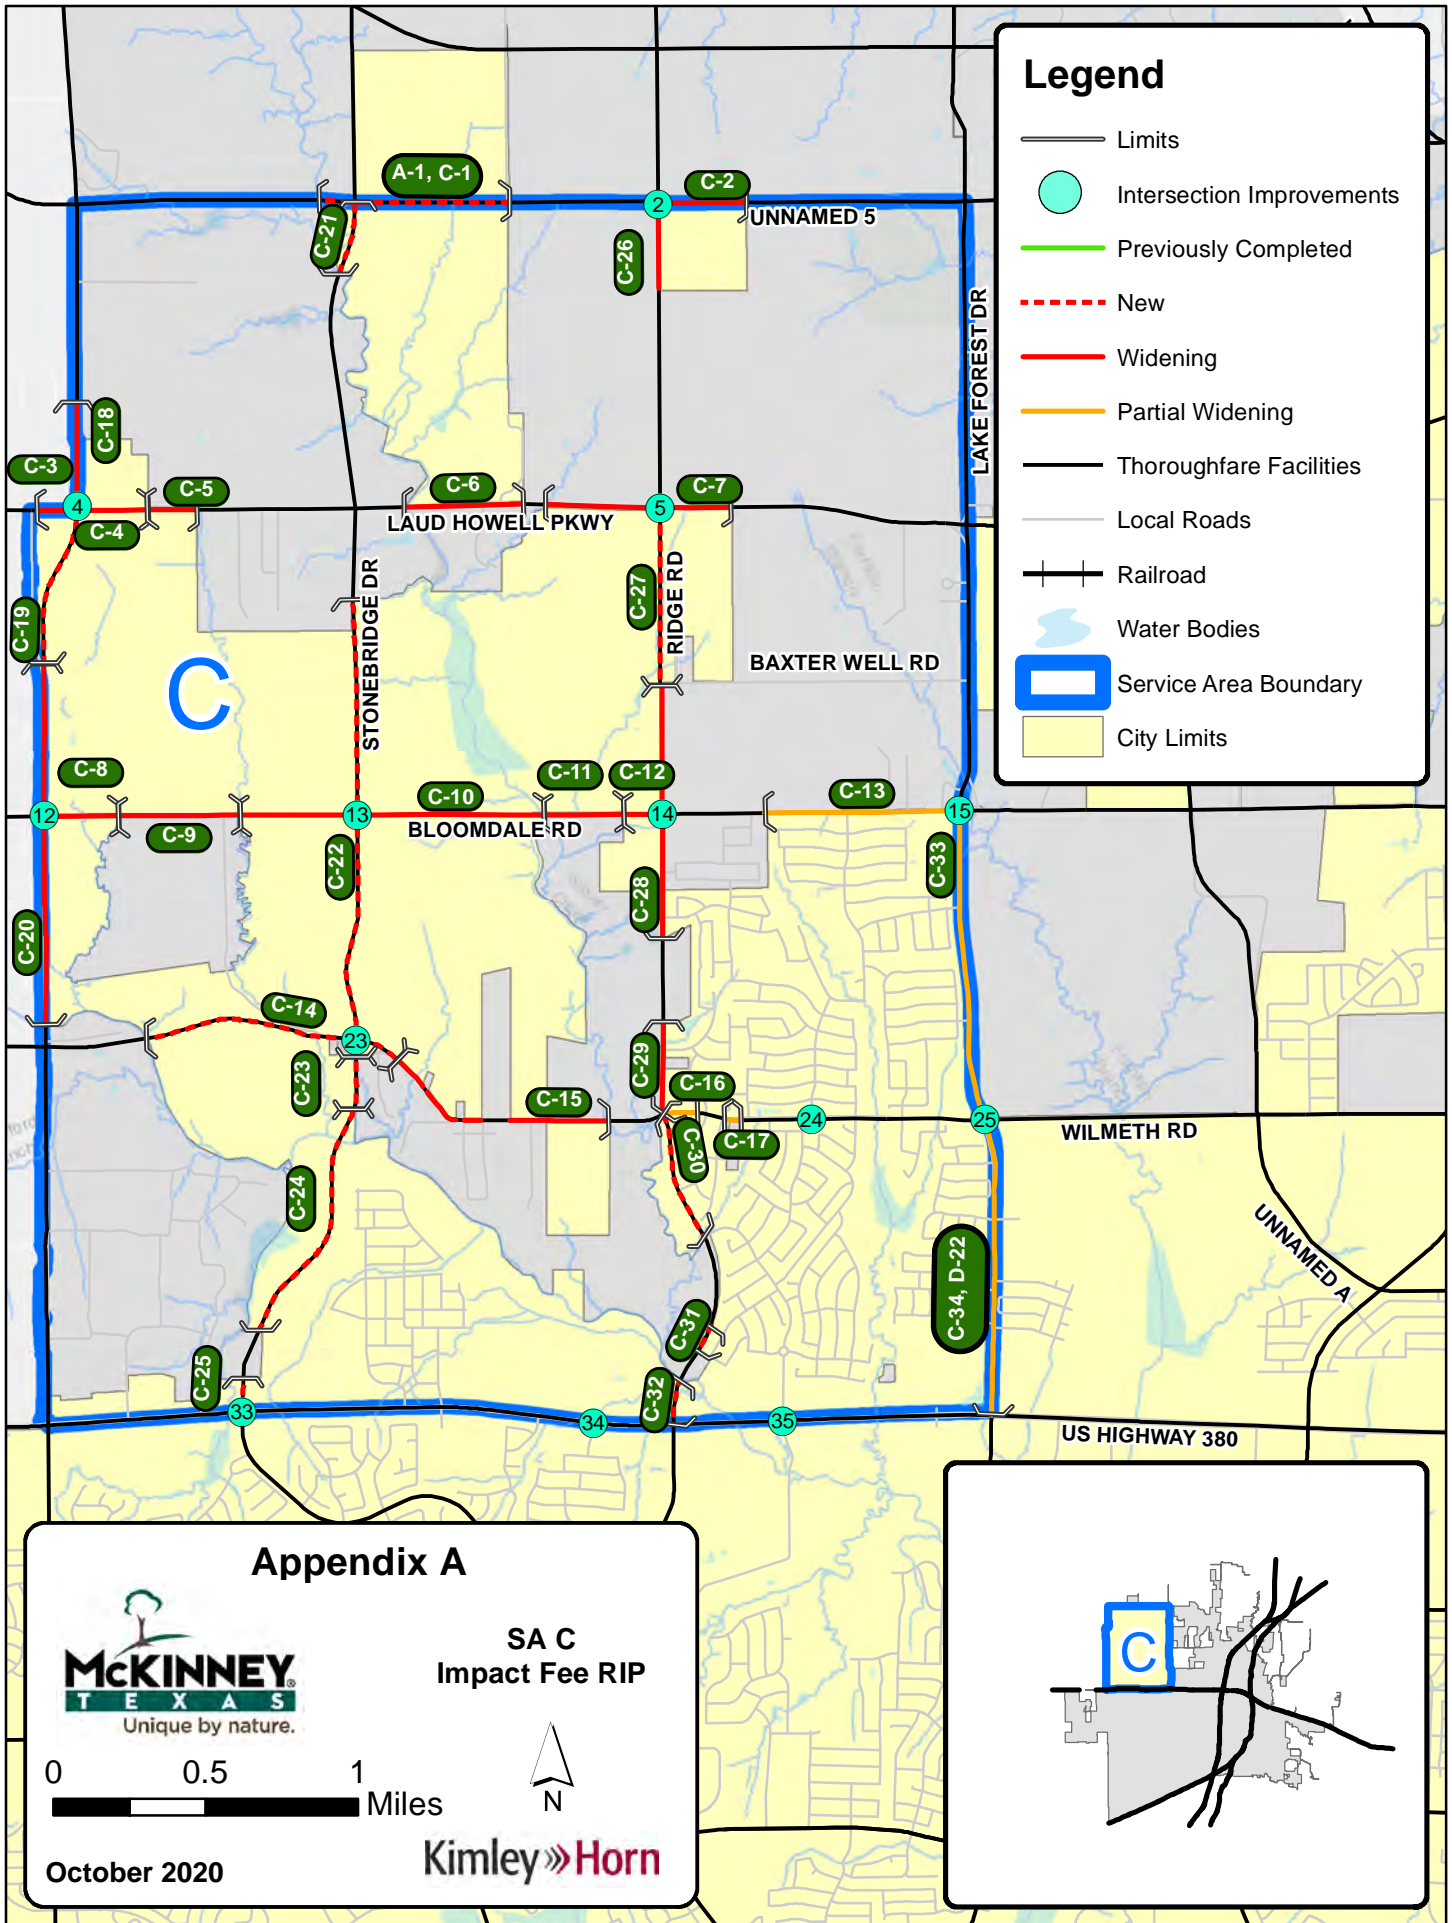 Legend
Limits
Intersection Improvements
Previously Completed
New
Widening
Partial Widening
Thoroughfare Facilities
Local Roads
Railroad
Water Bodies
Service Area Boundary
City Limits
A-1, C-1
C-2
2
UNNAMED 5
C-21
C-26
LAKE FOREST DR
C-18
C-3
C-5
C-6
C-7
4
5
C-4
LAUD HOWELL PKWY
C-19
C-27
RIDGE RD
STONEBRIDGE DR
BAXTER WELL RD
C
C-8
C-11
C-12
C-10
C-13
12
13
14
15
BLOOMDALE RD
C-9
C-22
C-33
C-28
C-20
C-14
23
C-23
C-29
C-16
C-15
24
25
C-17
WILMETH RD
C-30
C-24
UNNAMED A
C-34, D-22
C-31
C-25
C-32
33
34
35
US HIGHWAY 380
Appendix A
McKINNEY®
TEXAS
Unique by nature.
SA C
Impact Fee RIP
0 0.5 1
Miles
N
October 2020
Kimley»Horn
C